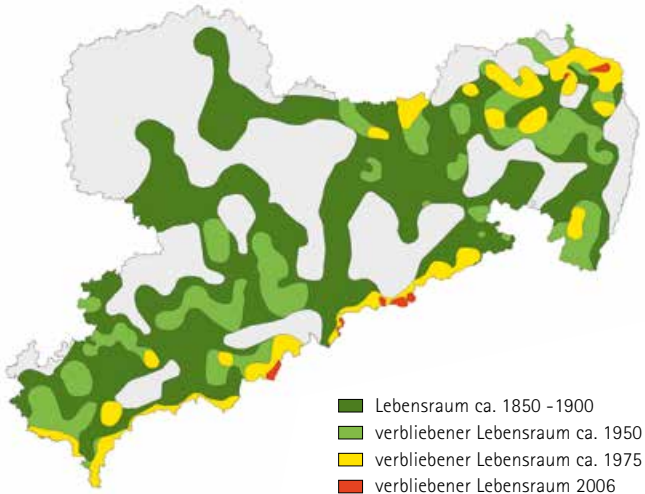 Lebensraum ca. 1850 -1900
verbliebener Lebensraum ca. 1950
verbliebener Lebensraum ca. 1975
verbliebener Lebensraum 2006